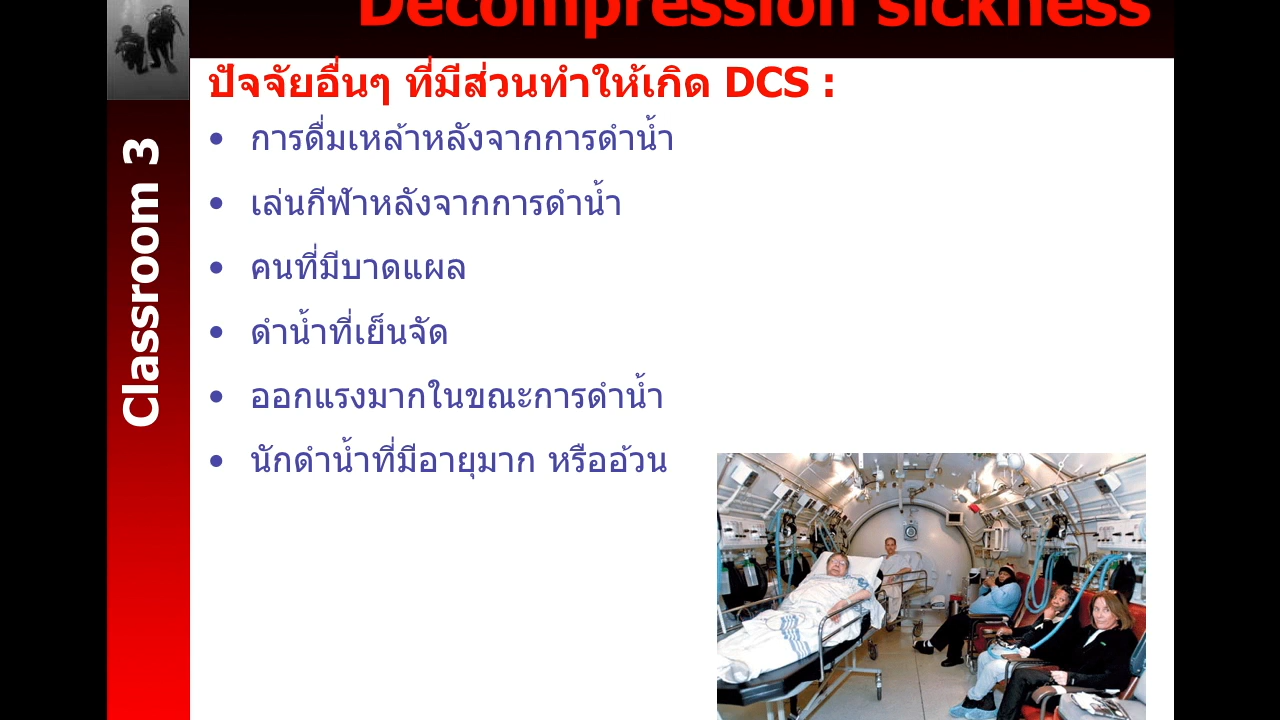 Decompression sickness
Classroom 3
ปัจจัยอื่นๆ ที่มีส่วนทำให้เกิด DCS :
• การดื่มเหล้าหลังจากการดำน้ำ
• เล่นกีฬาหลังจากการดำน้ำ
• คนที่มีบาดแผล
• ดำน้ำที่เย็นจัด
• ออกแรงมากในขณะการดำน้ำ
• นักดำน้ำที่มีอายุมาก หรืออ้วน